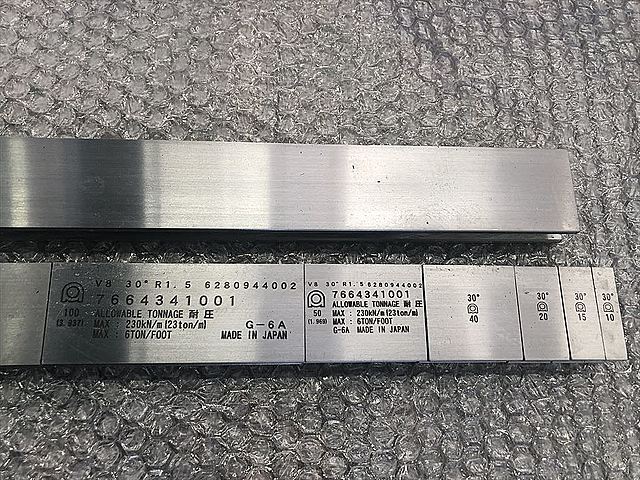 V8 30° R1.5 6280944002
7664341001
100
(3.937)
ALLOWABLE TONNAGE 耐圧
MAX : 230kN/m(23ton/m)
MAX : 6TON/FOOT
G-6A
MADE IN JAPAN
V8 30° R1.5 6280944002
7664341001
50
(1.969)
ALLOWABLE TONNAGE 耐圧
MAX : 230kN/m(23ton/m)
MAX : 6TON/FOOT
G-6A MADE IN JAPAN
30°
40
30°
20
30°
15
30°
10